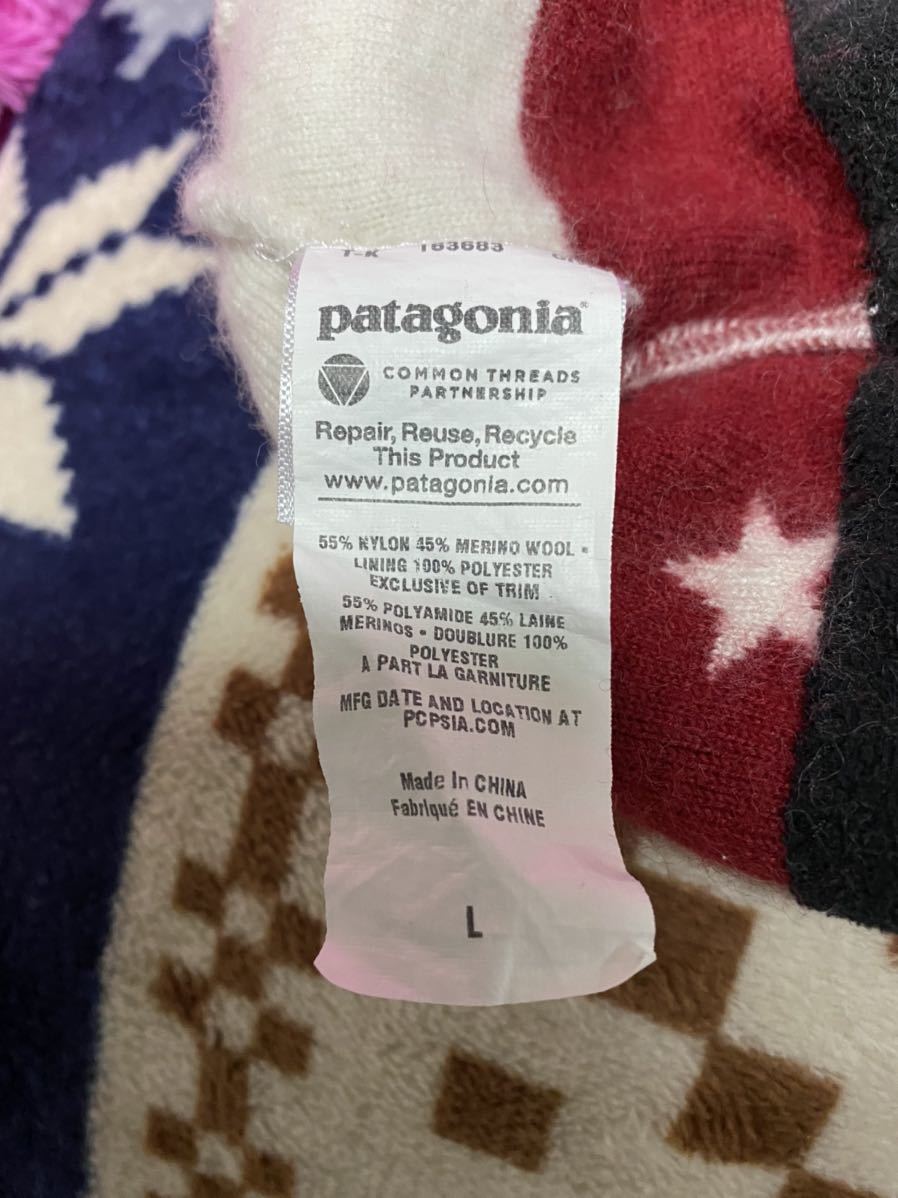 163683
patagonia®
COMMON THREADS
PARTNERSHIP
Repair, Reuse, Recycle
This Product
www.patagonia.com
55% NYLON 45% MERINO WOOL •
LINING 100% POLYESTER
EXCLUSIVE OF TRIM
55% POLYAMIDE 45% LAINE
MERINOS • DOUBLURE 100%
POLYESTER
A PART LA GARNITURE
MFG DATE AND LOCATION AT
PCPSIA.COM
Made In CHINA
Fabriqué EN CHINE
L